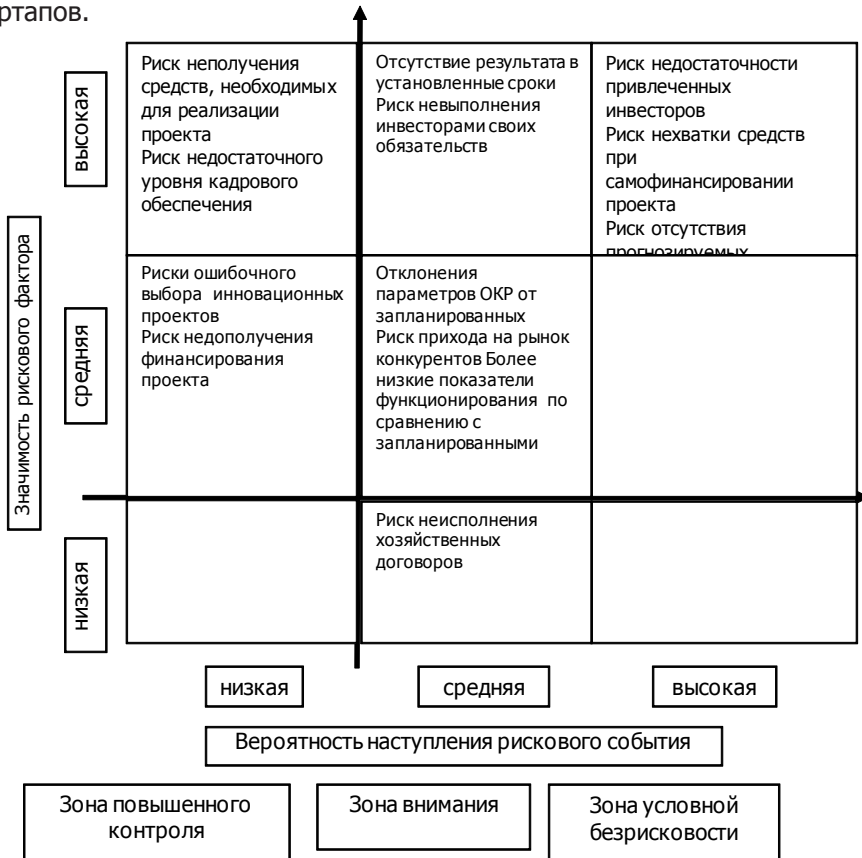 ртапов.
Риск неполучения
средств, необходимых
для реализации
проекта
Риск недостаточного
уровня кадрового
обеспечения
Отсутствие результата в
установленные сроки
Риск невыполнения
инвесторами своих
обязательств
Риск недостаточности
привлеченных
инвесторов
Риск нехватки средств
при
самофинансировании
проекта
Риск отсутствия
прогнозируемых
высокая
Значимость рискового фактора
Риски ошибочного
выбора инновационных
проектов
Риск недополучения
финансирования
проекта
Отклонения
параметров ОКР от
запланированных
Риск прихода на рынок
конкурентов Более
низкие показатели
функционирования по
сравнению с
запланированными
средняя
Риск неисполнения
хозяйственных
договоров
низкая
низкая
средняя
высокая
Вероятность наступления рискового события
Зона повышенного
контроля
Зона внимания
Зона условной
безрисковости